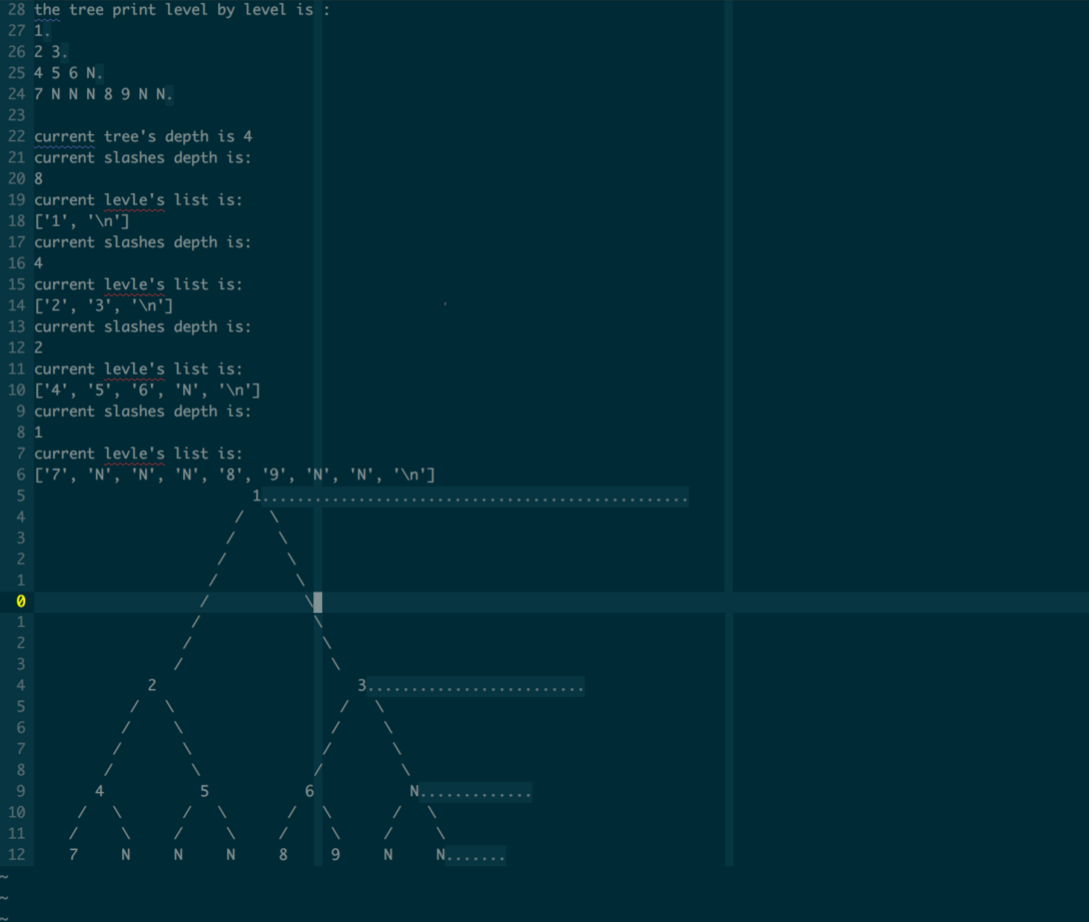 28 the tree print level by level is :
27 1.
26 2 3.
25 4 5 6 N.
24 7 N N N 8 9 N N.
23
22 current tree's depth is 4
21 current slashes depth is:
20 8
19 current levle's list is:
18 ['1', '\n']
17 current slashes depth is:
16 4
15 current levle's list is:
14 ['2', '3', '\n']
13 current slashes depth is:
12 2
11 current levle's list is:
10 ['4', '5', '6', 'N', '\n']
9 current slashes depth is:
8 1
7 current levle's list is:
6 ['7', 'N', 'N', 'N', '8', '9', 'N', 'N', '\n']
5 1.................................................
4 / \
3 / \
2 / \
1 / \
0 / \
1 / \
2 / \
3 / \
4 2 3.........................
5 / \ / \
6 / \ / \
7 / \ / \
8 / \ / \
9 4 5 6 N.............
10 / \ / \ / \ / \
11 / \ / \ / \ / \
12 7 N N N 8 9 N N.......
~
~
~